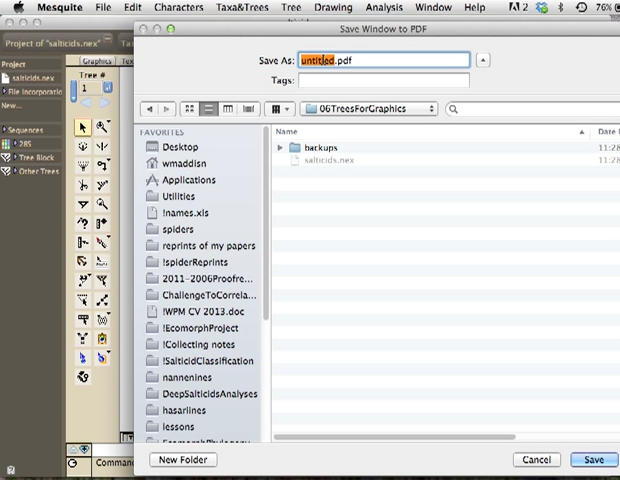 Mesquite File Edit Characters Taxa&Trees Tree Drawing Analysis Window Help 2 76%
Project of "salticids.nex"
Save Window to PDF
Save As: untitled.pdf
Tags:
Graphics Tex
Tree #
1
Project
salticids.nex
File Incorporatio
New...
Sequences
28S
Tree Block
Other Trees
06TreesForGraphics
FAVORITES
Desktop
wmaddisn
Applications
Utilities
!names.xls
spiders
reprints of my papers
!spiderReprints
2011-2006Proofre...
ChallengeToCorrela...
!WPM CV 2013.doc
!EcomorphProject
!Collecting notes
!SalticidClassification
nannenines
DeepSalticidsAnalyses
hasarlines
lessons
Name Date
backups 11:28
salticids.nex 11:28
New Folder Cancel Save
Comman